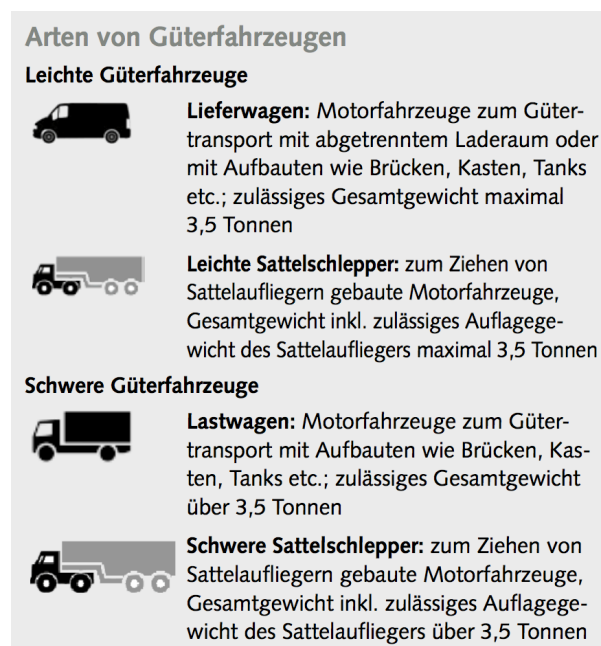 Arten von Güterfahrzeugen
Leichte Güterfahrzeuge
Lieferwagen: Motorfahrzeuge zum Güter-
transport mit abgetrenntem Laderaum oder
mit Aufbauten wie Brücken, Kasten, Tanks
etc.; zulässiges Gesamtgewicht maximal
3,5 Tonnen
Leichte Sattelschlepper: zum Ziehen von
Sattelaufliegern gebaute Motorfahrzeuge,
Gesamtgewicht inkl. zulässiges Auflagege-
wicht des Sattelaufliegers maximal 3,5 Tonnen
Schwere Güterfahrzeuge
Lastwagen: Motorfahrzeuge zum Güter-
transport mit Aufbauten wie Brücken, Kas-
ten, Tanks etc.; zulässiges Gesamtgewicht
über 3,5 Tonnen
Schwere Sattelschlepper: zum Ziehen von
Sattelaufliegern gebaute Motorfahrzeuge,
Gesamtgewicht inkl. zulässiges Auflagege-
wicht des Sattelaufliegers über 3,5 Tonnen